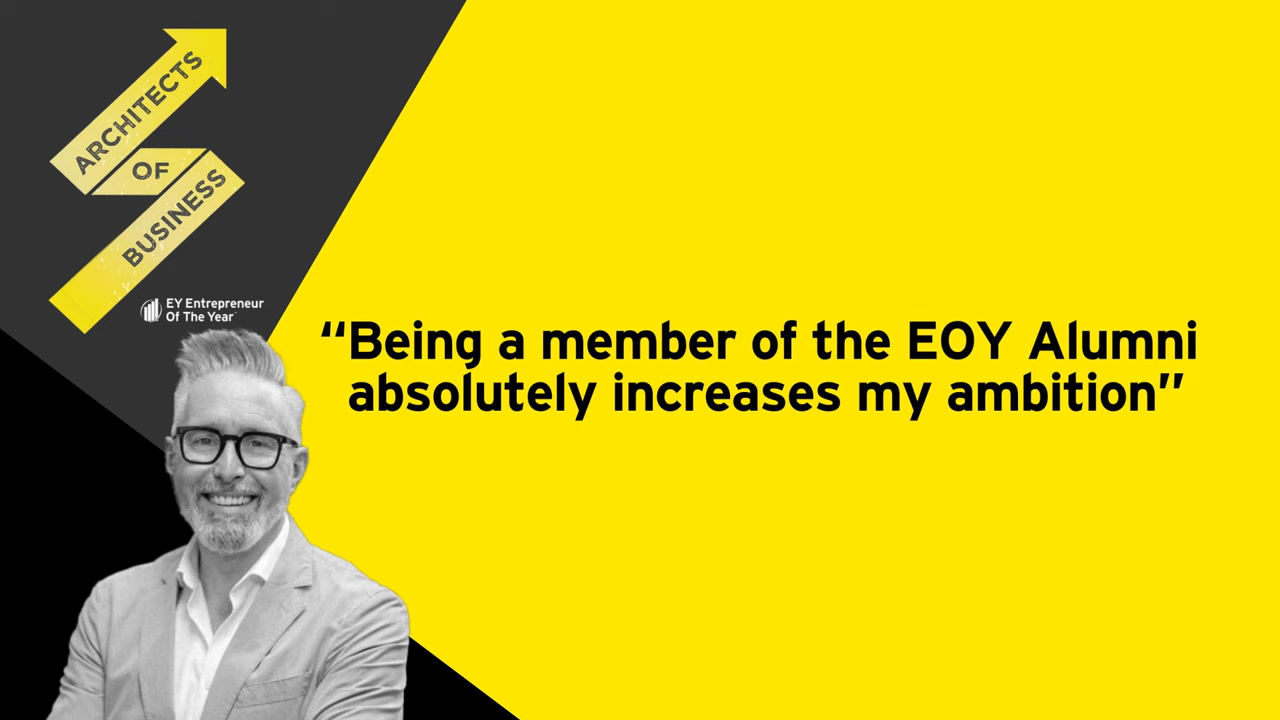 ARCHITECTS
OF
BUSINESS
EY Entrepreneur
Of The Year
“Being a member of the EOY Alumni
absolutely increases my ambition”